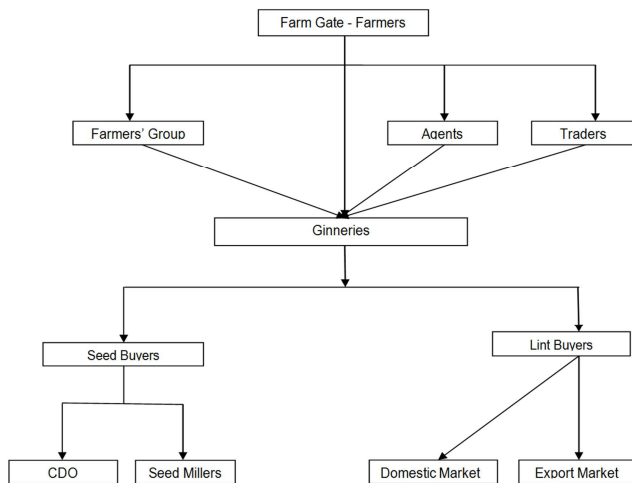 Farm Gate - Farmers
Farmers' Group
Agents
Traders
Ginneries
Seed Buyers
Lint Buyers
CDO
Seed Millers
Domestic Market
Export Market